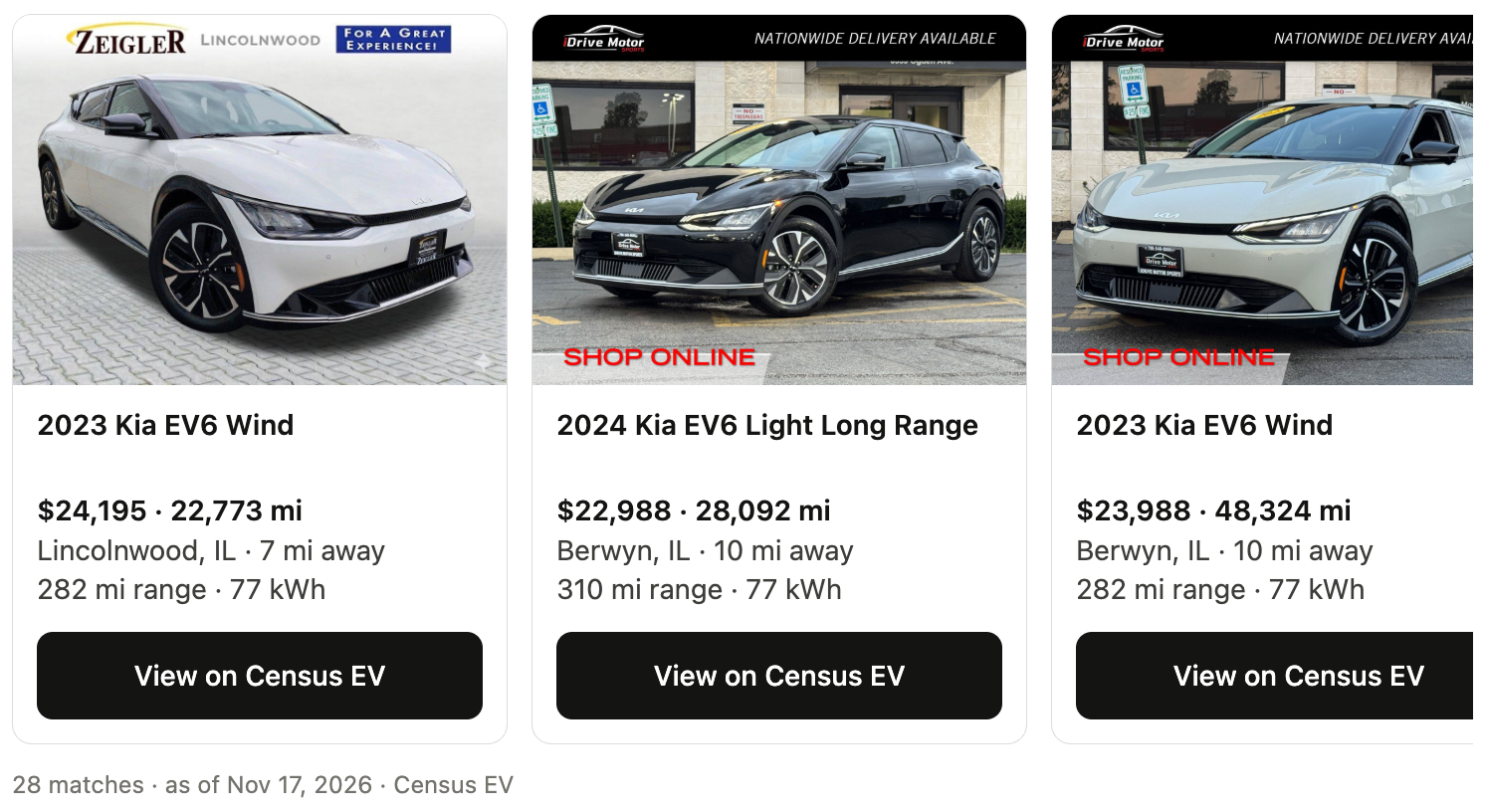 ZEIGLER LINCOLNWOOD FOR A GREAT EXPERIENCE!
iDrive Motor SPORTS NATIONWIDE DELIVERY AVAILABLE
iDrive Motor SPORTS NATIONWIDE DELIVERY AVAI
RESERVED PARKING
NO
SHOP ONLINE
SHOP ONLINE
2023 Kia EV6 Wind
$24,195 · 22,773 mi
Lincolnwood, IL · 7 mi away
282 mi range · 77 kWh
View on Census EV
2024 Kia EV6 Light Long Range
$22,988 · 28,092 mi
Berwyn, IL · 10 mi away
310 mi range · 77 kWh
View on Census EV
2023 Kia EV6 Wind
$23,988 · 48,324 mi
Berwyn, IL · 10 mi away
282 mi range · 77 kWh
View on Census EV
28 matches · as of Nov 17, 2026 · Census EV